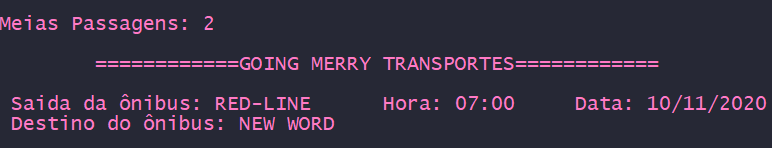 Meias Passagens: 2
============GOING MERRY TRANSPORTES============
Saida da ônibus: RED-LINE Hora: 07:00 Data: 10/11/2020
Destino do ônibus: NEW WORD